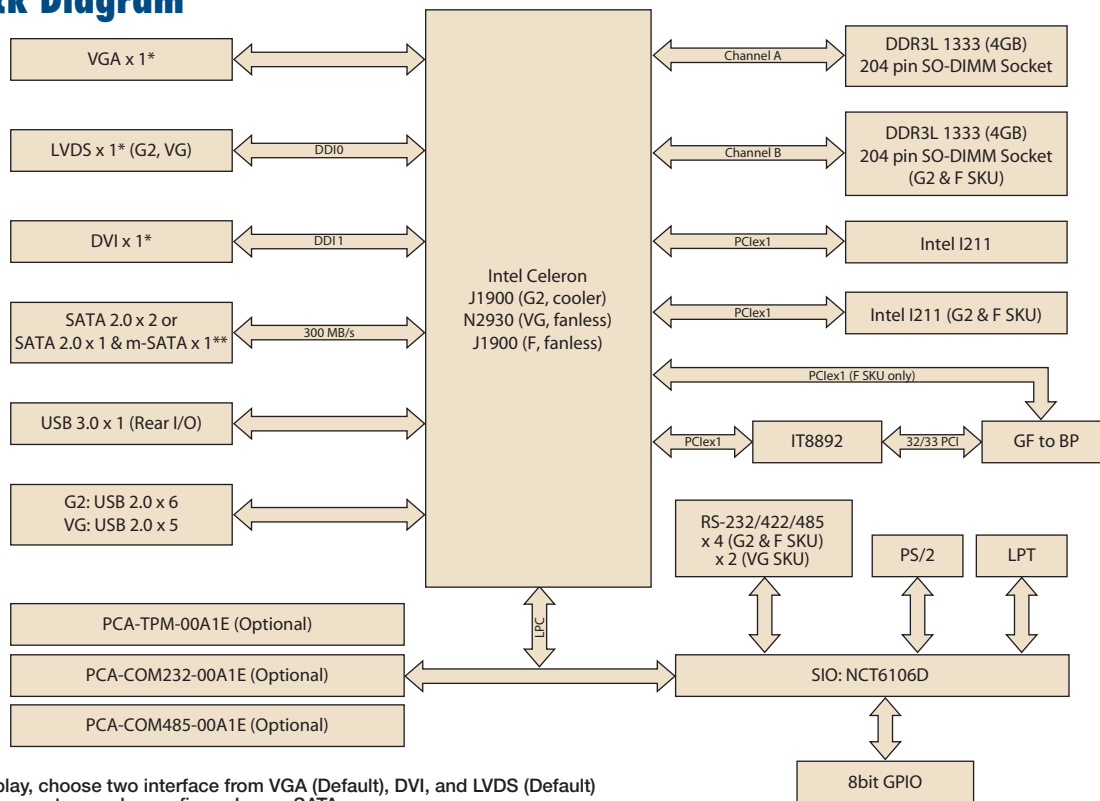 Diagram
VGA x 1*
LVDS x 1* (G2, VG)
DDI0
DVI x 1*
DDI 1
SATA 2.0 x 2 or
SATA 2.0 x 1 & m-SATA x 1**
300 MB/s
USB 3.0 x 1 (Rear I/O)
G2: USB 2.0 x 6
VG: USB 2.0 x 5
Intel Celeron
J1900 (G2, cooler)
N2930 (VG, fanless)
J1900 (F, fanless)
Channel A
DDR3L 1333 (4GB)
204 pin SO-DIMM Socket
Channel B
DDR3L 1333 (4GB)
204 pin SO-DIMM Socket
(G2 & F SKU)
PCIex1
Intel I211
PCIex1
Intel I211 (G2 & F SKU)
PCIex1 (F SKU only)
PCIex1
IT8892
32/33 PCI
GF to BP
RS-232/422/485
x 4 (G2 & F SKU)
x 2 (VG SKU)
PS/2
LPT
LPC
PCA-TPM-00A1E (Optional)
PCA-COM232-00A1E (Optional)
PCA-COM485-00A1E (Optional)
SIO: NCT6106D
8bit GPIO
play, choose two interface from VGA (Default), DVI, and LVDS (Default)